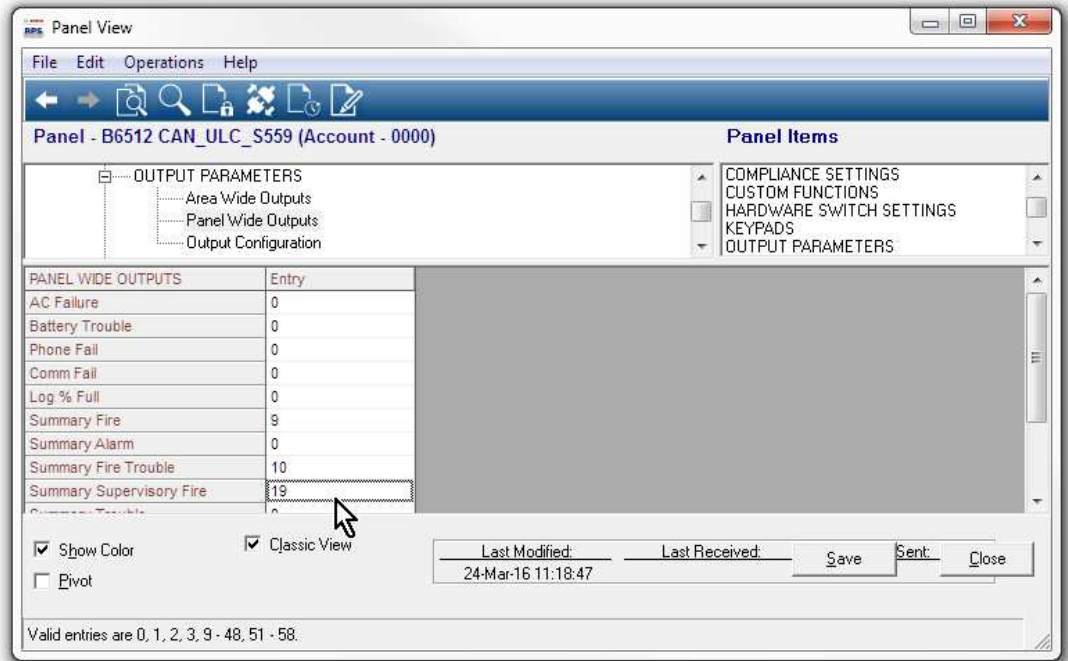 RPS Panel View
File Edit Operations Help
Panel - B6512 CAN_ULC_S559 (Account - 0000)
Panel Items
OUTPUT PARAMETERS
Area Wide Outputs
Panel Wide Outputs
Output Configuration
COMPLIANCE SETTINGS
CUSTOM FUNCTIONS
HARDWARE SWITCH SETTINGS
KEYPADS
OUTPUT PARAMETERS
PANEL WIDE OUTPUTS Entry
AC Failure 0
Battery Trouble 0
Phone Fail 0
Comm Fail 0
Log % Full 0
Summary Fire 9
Summary Alarm 0
Summary Fire Trouble 10
Summary Supervisory Fire 19
Summary Trouble 0
Show Color
Classic View
Pivot
Last Modified: Last Received: Sent:
24-Mar-16 11:18:47
Save
Close
Valid entries are 0, 1, 2, 3, 9 - 48, 51 - 58.